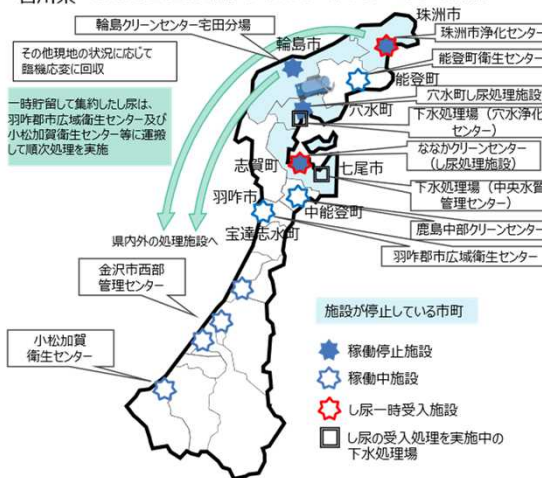 輪島クリーンセンター宅田分場
珠洲市
珠洲市浄化センター
輪島市
その他現地の状況に応じて
臨機応変に回収
能登町衛生センター
能登町
穴水町し尿処理施設
穴水町
一時貯留して集約したし尿は、
羽咋郡市広域衛生センター及び
小松加賀衛生センター等に運搬
して順次処理を実施
下水処理場（穴水浄化
センター）
ななかクリーンセンター
（し尿処理施設）
志賀町
七尾市
下水処理場（中央水質
管理センター）
羽咋市
中能登町
鹿島中部クリーンセンター
宝達志水町
県内外の処理施設へ
羽咋郡市広域衛生センター
金沢市西部
管理センター
施設が停止している市町
小松加賀
衛生センター
稼働停止施設
稼働中施設
し尿一時受入施設
し尿の受入処理を実施中の
下水処理場